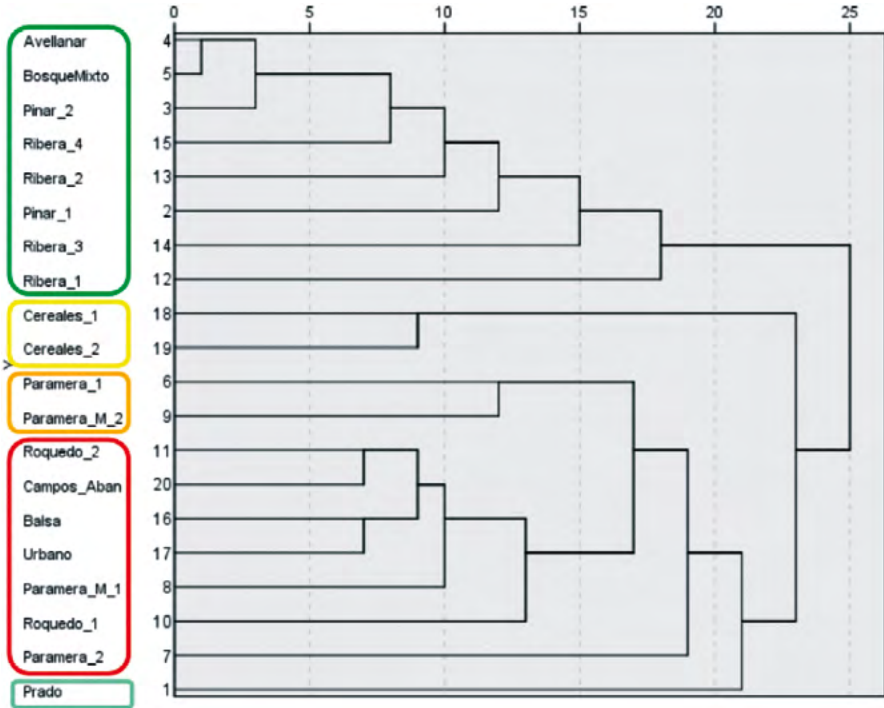 0 5 10 15 20 25
Avellanar 4
BosqueMixto 5
Pinar_2 3
Ribera_4 15
Ribera_2 13
Pinar_1 2
Ribera_3 14
Ribera_1 12
Cereales_1 18
Cereales_2 19
Y
Paramera_1 6
Paramera_M_2 9
Roquedo_2 11
Campos_Aban 20
Balsa 16
Urbano 17
Paramera_M_1 8
Roquedo_1 10
Paramera_2 7
Prado 1